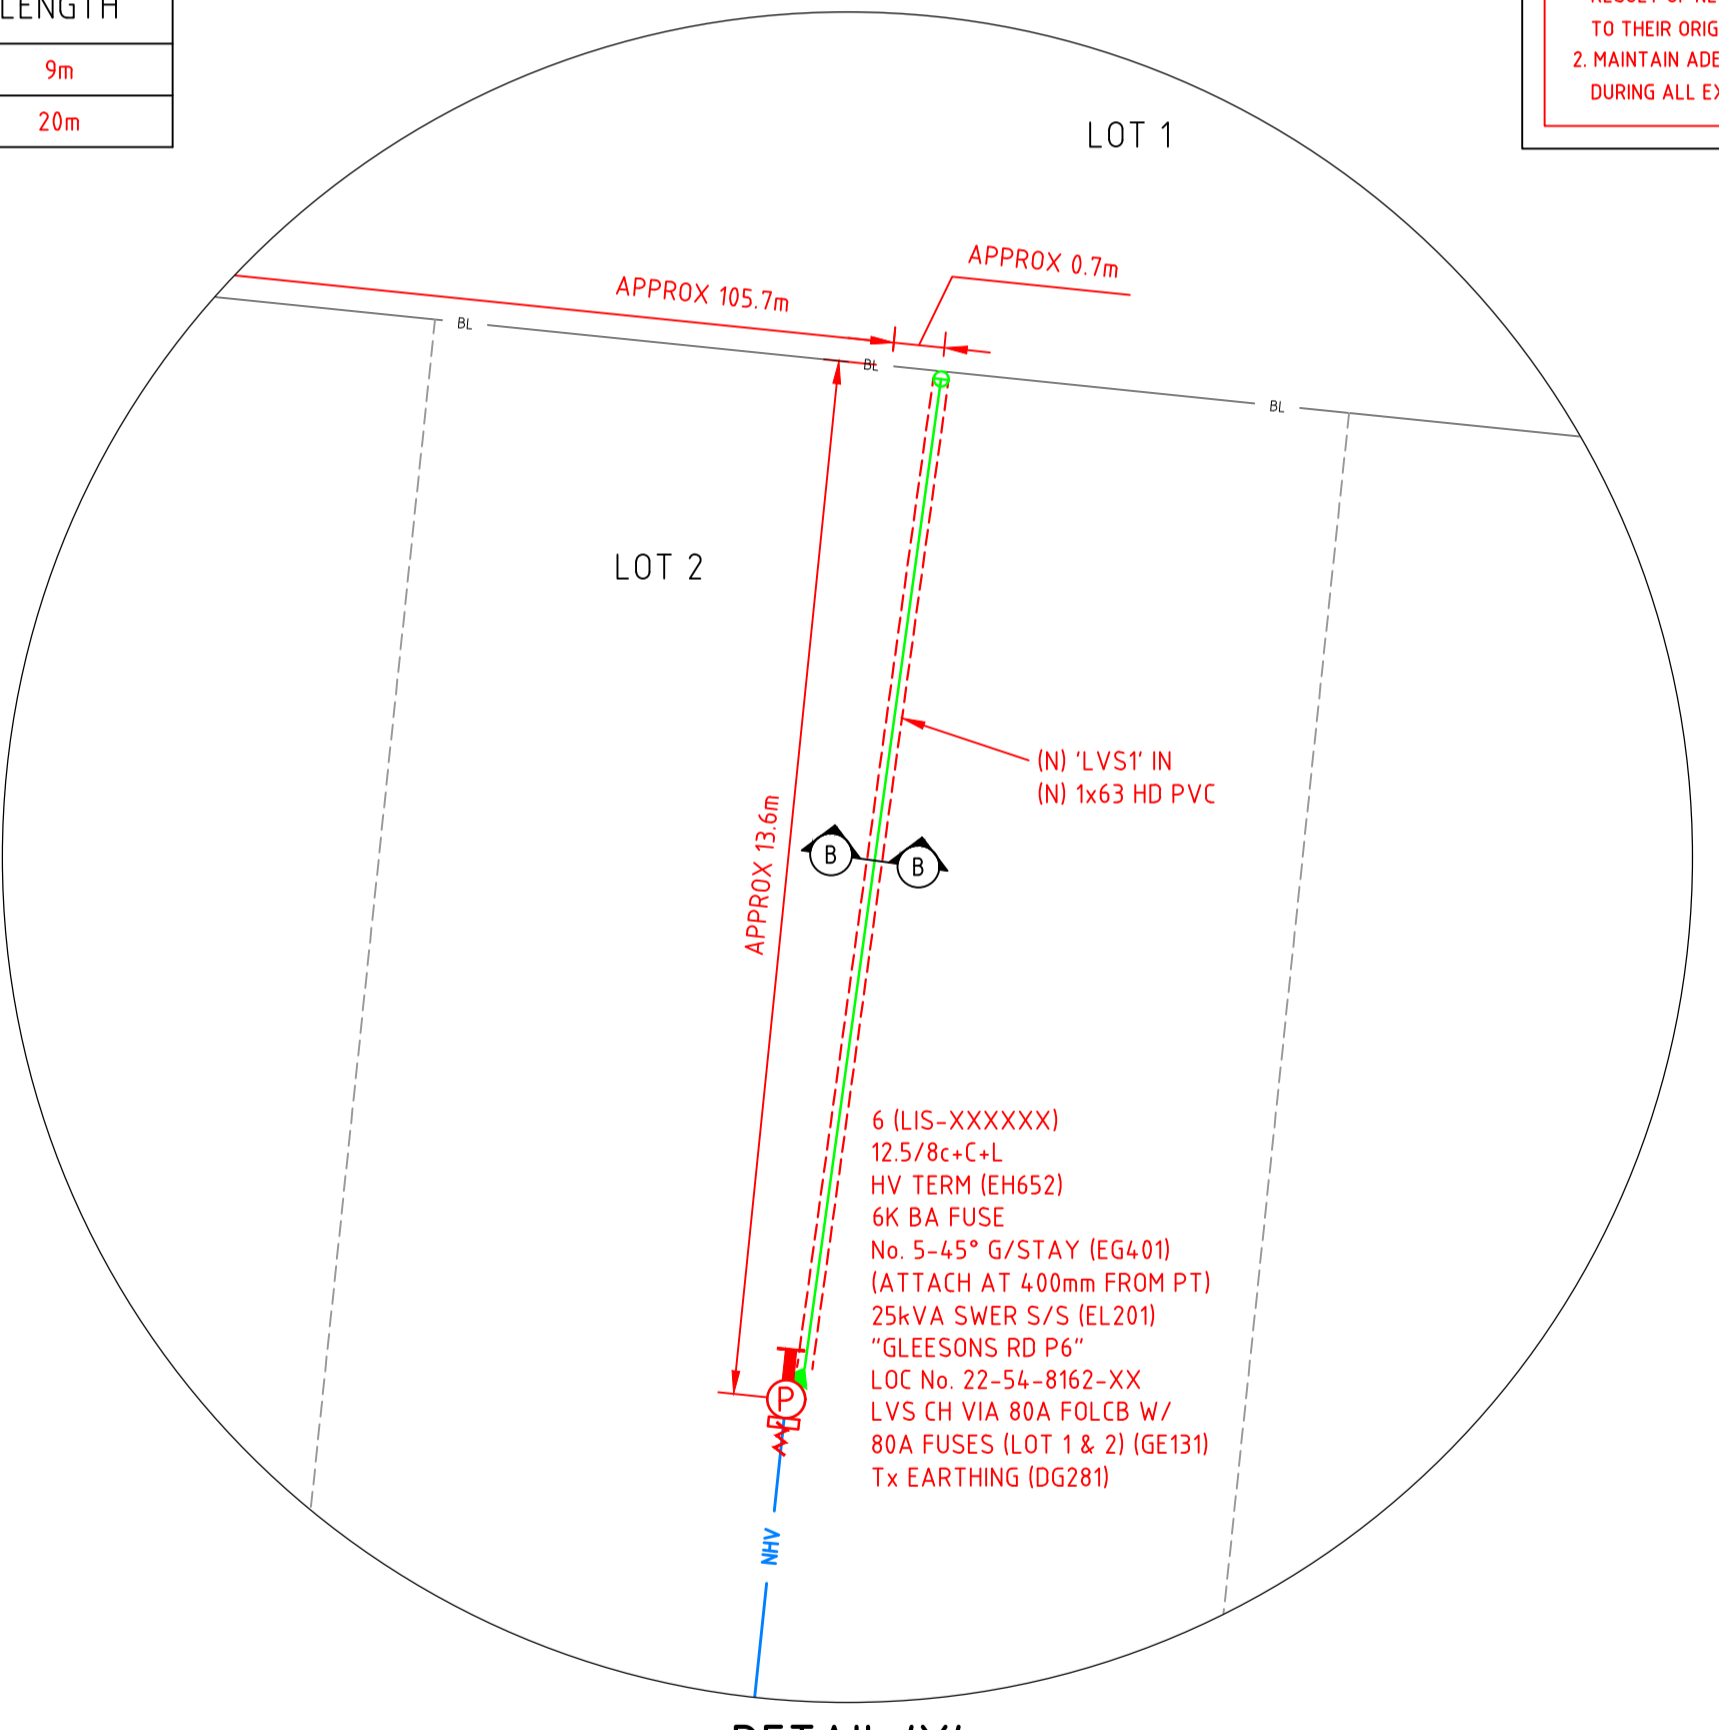 LENGTH
9m
20m
TO THEIR ORIG
2. MAINTAIN ADE
DURING ALL EX
LOT 1
APPROX 0.7m
APPROX 105.7m
BL
BL
BL
LOT 2
(N) 'LVS1' IN
(N) 1x63 HD PVC
APPROX 13.6m
B
B
6 (LIS-XXXXXX)
12.5/8c+C+L
HV TERM (EH652)
6K BA FUSE
No. 5-45° G/STAY (EG401)
(ATTACH AT 400mm FROM PT)
25kVA SWER S/S (EL201)
"GLEESONS RD P6"
LOC No. 22-54-8162-XX
LVS CH VIA 80A FOLCB W/
80A FUSES (LOT 1 & 2) (GE131)
Tx EARTHING (DG281)
P
NHV